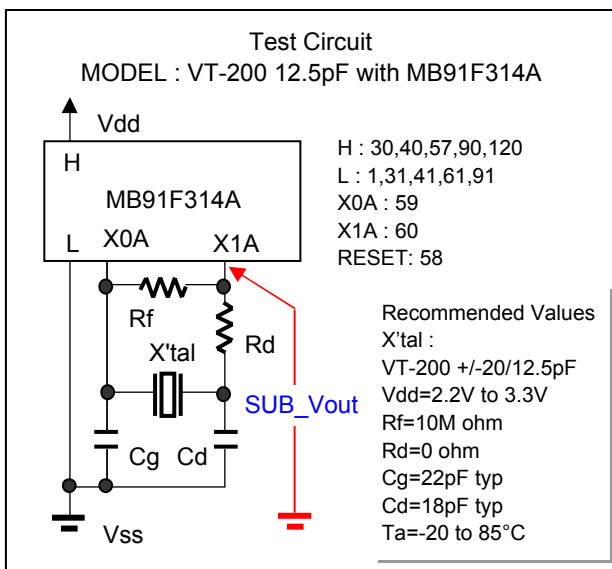 Test Circuit
MODEL : VT-200 12.5pF with MB91F314A
Vdd
H
MB91F314A
L X0A X1A
H : 30,40,57,90,120
L : 1,31,41,61,91
X0A : 59
X1A : 60
RESET: 58
Rf
Rd
X'tal
SUB_Vout
Cg Cd
Vss
Recommended Values
X'tal :
VT-200 +/-20/12.5pF
Vdd=2.2V to 3.3V
Rf=10M ohm
Rd=0 ohm
Cg=22pF typ
Cd=18pF typ
Ta=-20 to 85°C